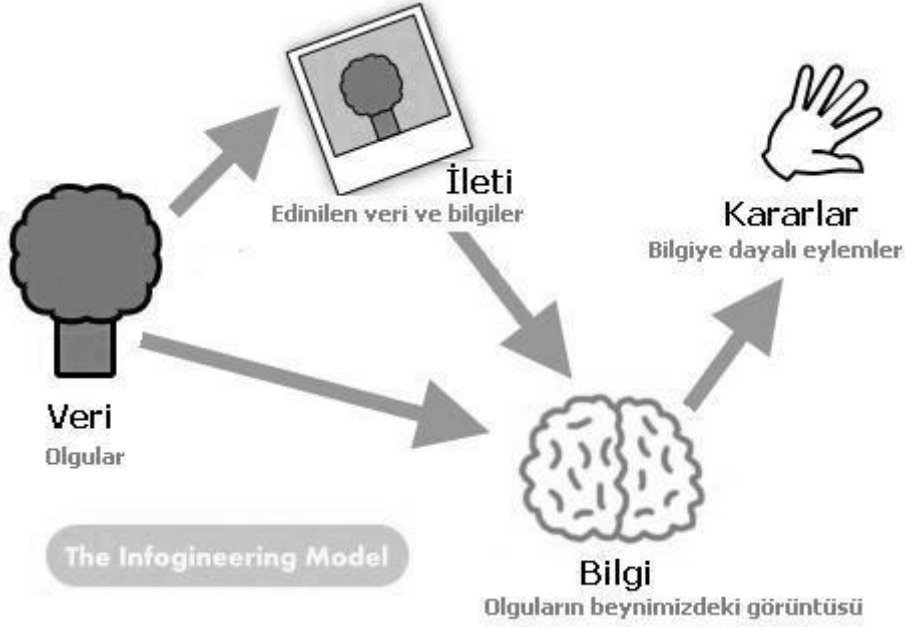 İleti
Edinilen veri ve bilgiler
Kararlar
Bilgiye dayalı eylemler
Veri
Olgular
The Infogineering Model
Bilgi
Olguların beynimizdeki görüntüsü